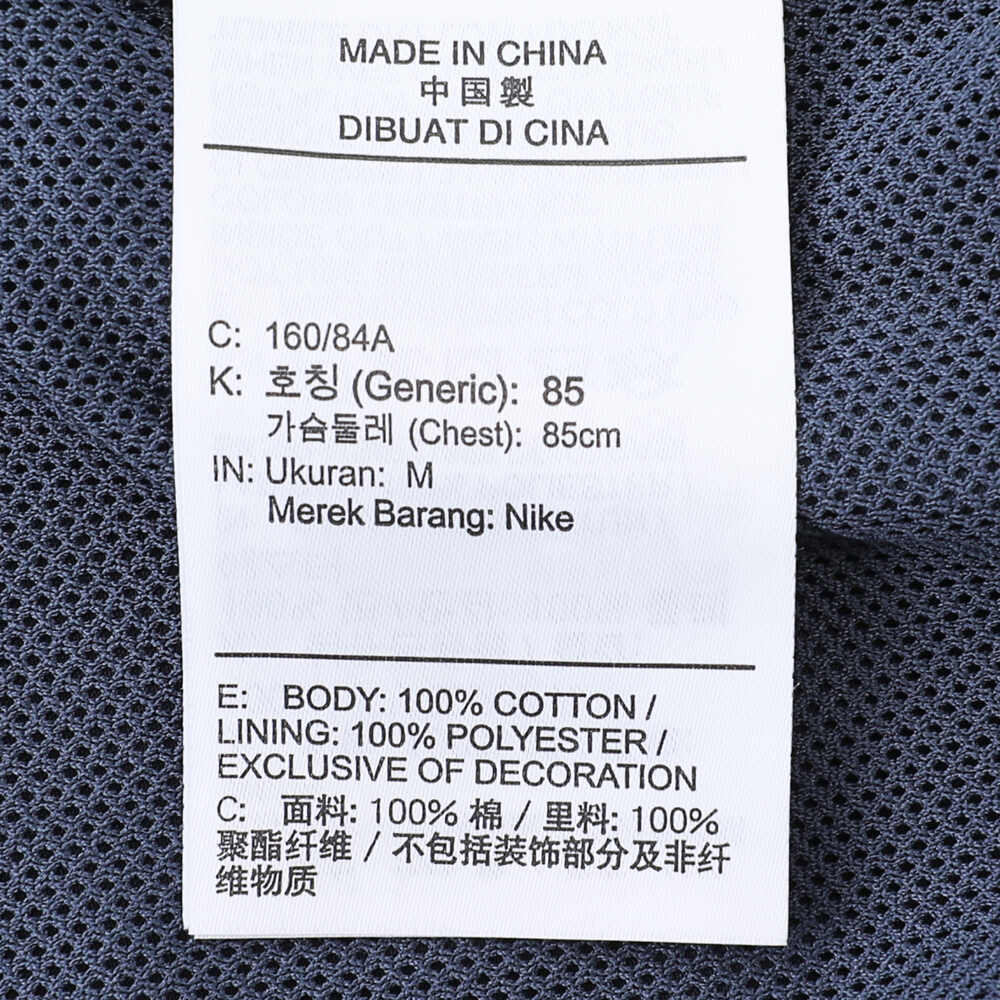 MADE IN CHINA
中国製
DIBUAT DI CINA
C: 160/84A
K: 호칭 (Generic): 85
가슴둘레 (Chest): 85cm
IN: Ukuran: M
Merek Barang: Nike
E: BODY: 100% COTTON /
LINING: 100% POLYESTER /
EXCLUSIVE OF DECORATION
C: 面料: 100% 棉 / 里料: 100%
聚酯纤维 / 不包括装饰部分及非纤
维物质